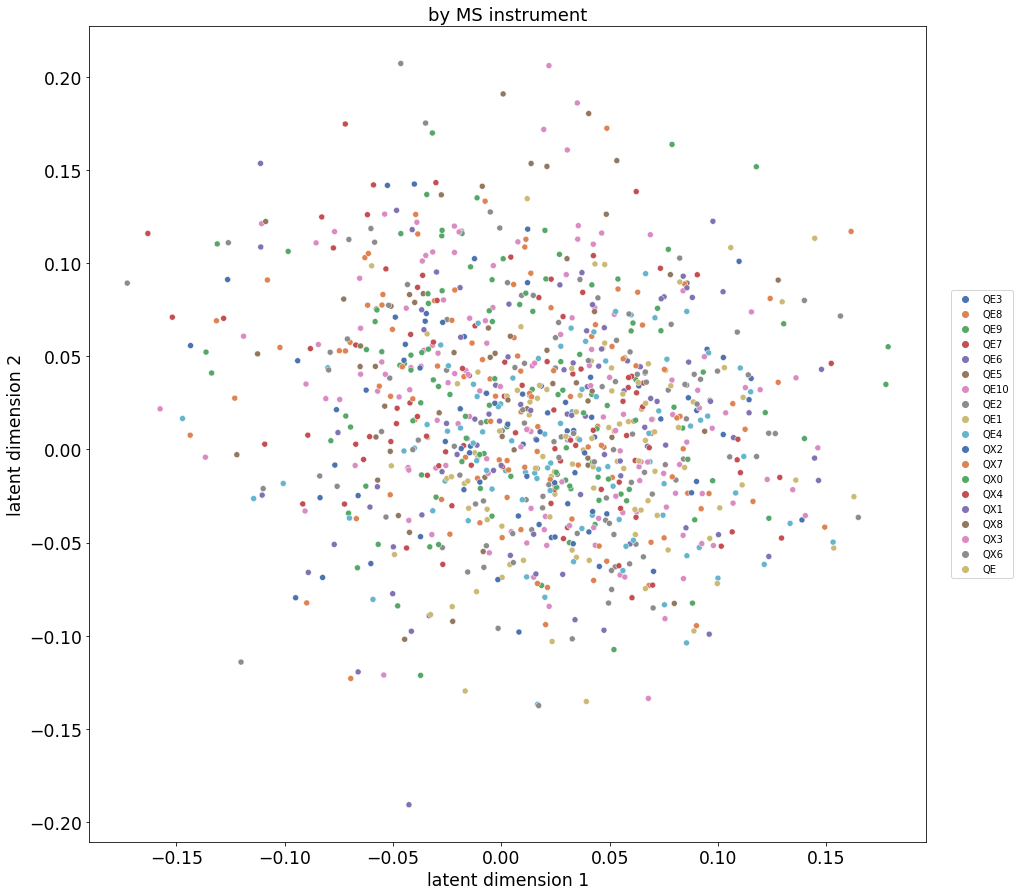 by MS instrument
latent dimension 2
0.20
0.15
0.10
0.05
0.00
−0.05
−0.10
−0.15
−0.20
−0.15
−0.10
−0.05
0.00
0.05
0.10
0.15
latent dimension 1
QE3
QE8
QE9
QE7
QE6
QE5
QE10
QE2
QE1
QE4
QX2
QX7
QX0
QX4
QX1
QX8
QX3
QX6
QE